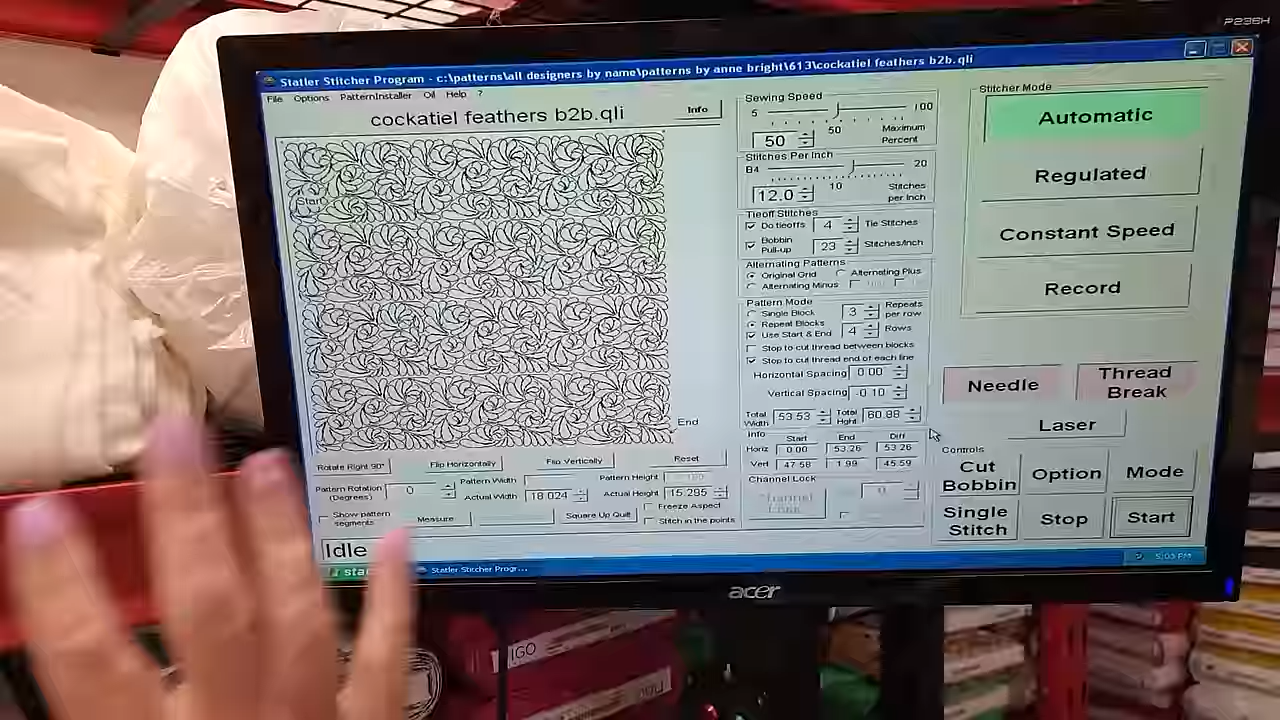 P236H
Statler Stitcher Program - c:\patterns\all designers by name\patterns by anne bright\613\cockatiel feathers b2b.qli
File Options PatternInstaller Oil Help ?
cockatiel feathers b2b.qli
Info
Start
End
Rotate Right 90°
Flip Horizontally
Flip Vertically
Reset
Pattern Rotation (Degrees)
0
Pattern Width
Pattern Height
Actual Width
18.024
Actual Height
15.295
Show pattern segments
Measure
Square Up Quilt
Freeze Aspect
Stitch in the points
Idle
Sewing Speed
5
100
50
50
Maximum Percent
Stitches Per Inch
B4
20
12.0
10
Stitches per Inch
Tieoff Stitches
Do tieoffs
4
Tie Stitches
Bobbin Pull-up
23
Stitches/Inch
Alternating Patterns
Original Grid
Alternating Plus
Alternating Minus
Pattern Mode
Single Block
3
Repeats per row
Repeat Blocks
4
Rows
Use Start & End
Stop to cut thread between blocks
Stop to cut thread end of each line
Horizontal Spacing
0.00
Vertical Spacing
-0.10
Total Width
53.53
Total Hght
60.88
Info
Start
End
Diff
Horiz
0.00
53.26
53.26
Vert
47.58
1.99
45.59
Channel Lock
Channel Lock
0
Stitcher Mode
Automatic
Regulated
Constant Speed
Record
Needle
Thread Break
Laser
Controls
Cut Bobbin
Option
Mode
Single Stitch
Stop
Start
Statler Stitcher Progr...
5:03 PM
acer
IGO